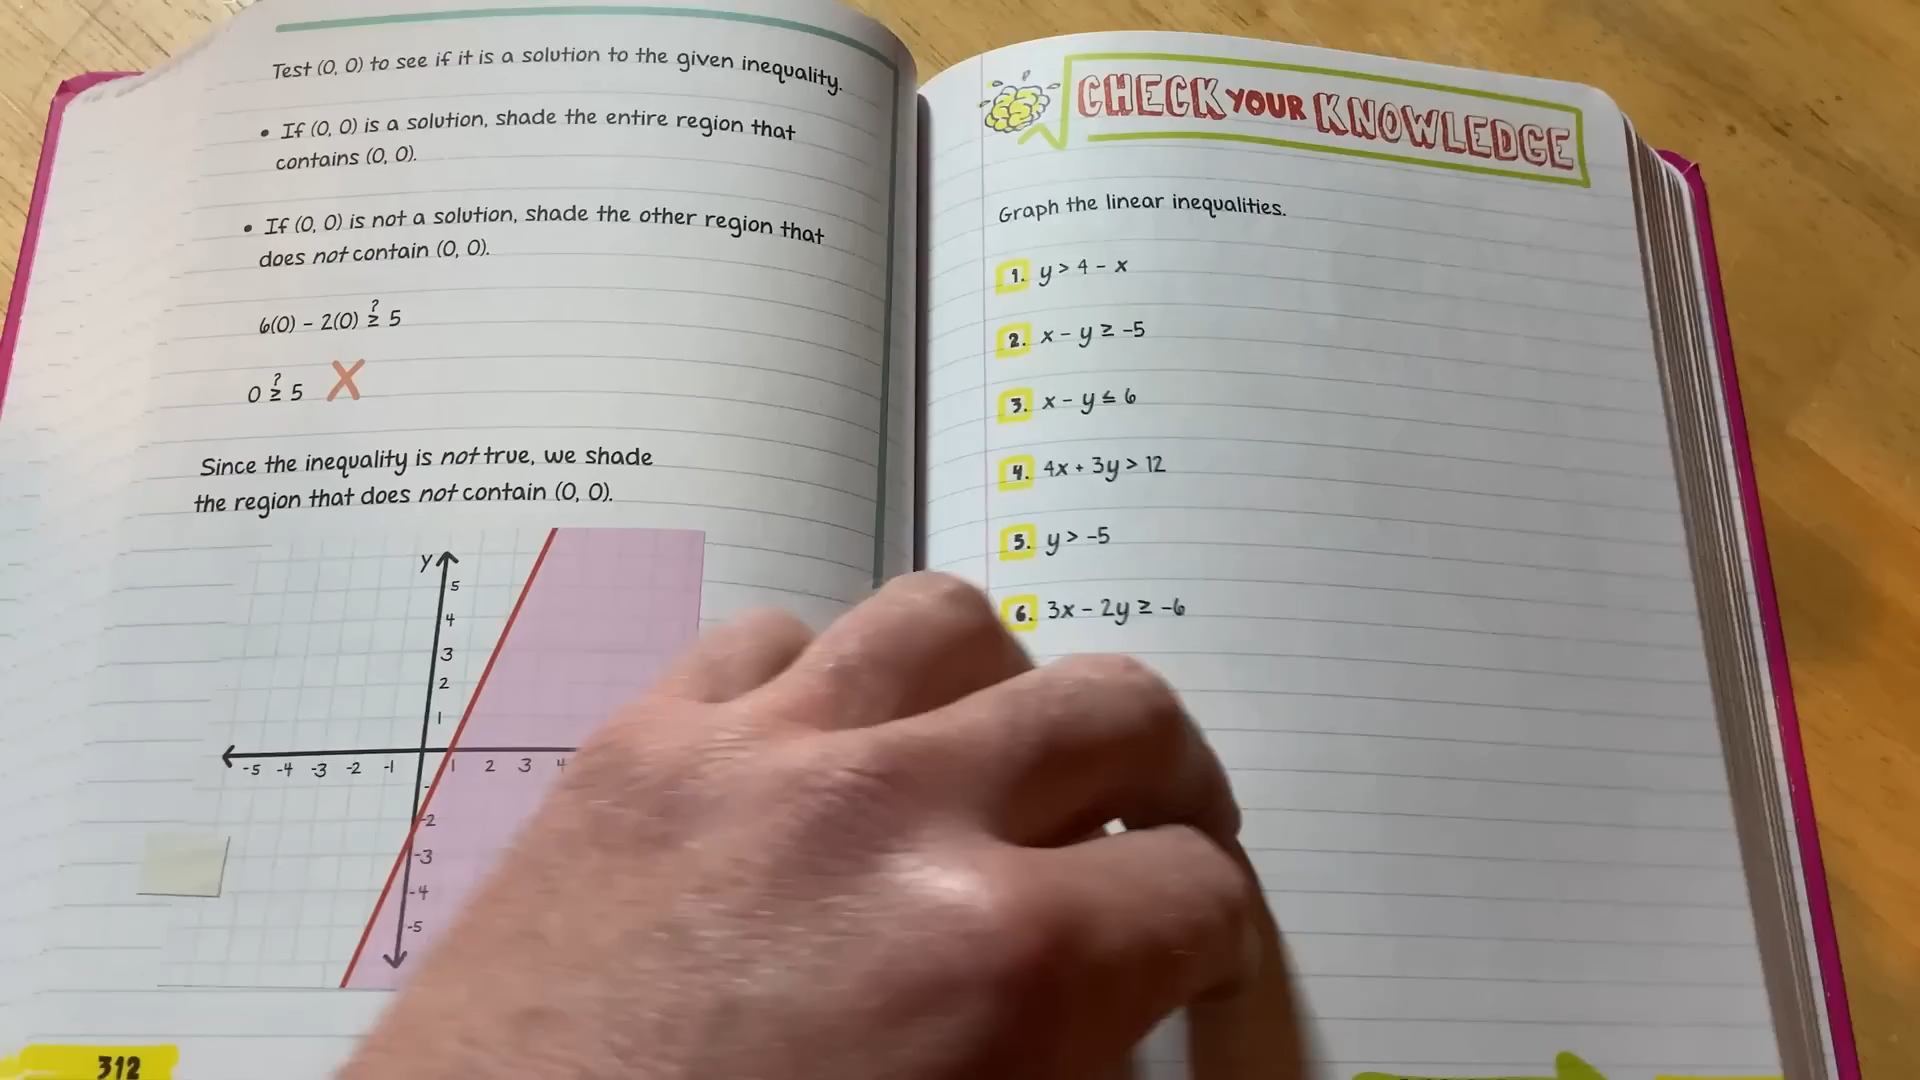 Test (0, 0) to see if it is a solution to the given inequality.
• If (0, 0) is a solution, shade the entire region that
contains (0, 0).
• If (0, 0) is not a solution, shade the other region that
does not contain (0, 0).
6(0) – 2(0) ≥? 5
0 ≥? 5 X
Since the inequality is not true, we shade
the region that does not contain (0, 0).
y
5
4
3
2
1
-5 -4 -3 -2 -1 1 2 3 4
-2
-3
-4
-5
312
CHECK YOUR KNOWLEDGE
Graph the linear inequalities.
1. y > 4 – x
2. x – y ≥ -5
3. x – y ≤ 6
4. 4x + 3y > 12
5. y > -5
6. 3x – 2y ≥ -6